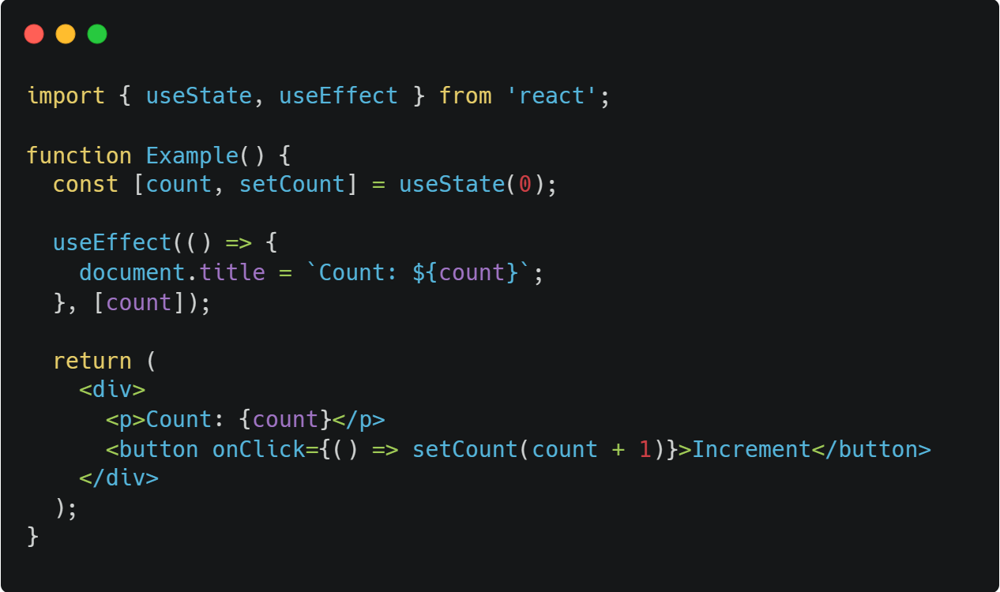 import { useState, useEffect } from 'react';
function Example() {
  const [count, setCount] = useState(0);
  useEffect(() => {
    document.title = `Count: ${count}`;
  }, [count]);
  return (
    <div>
      <p>Count: {count}</p>
      <button onClick={() => setCount(count + 1)}>Increment</button>
    </div>
  );
}